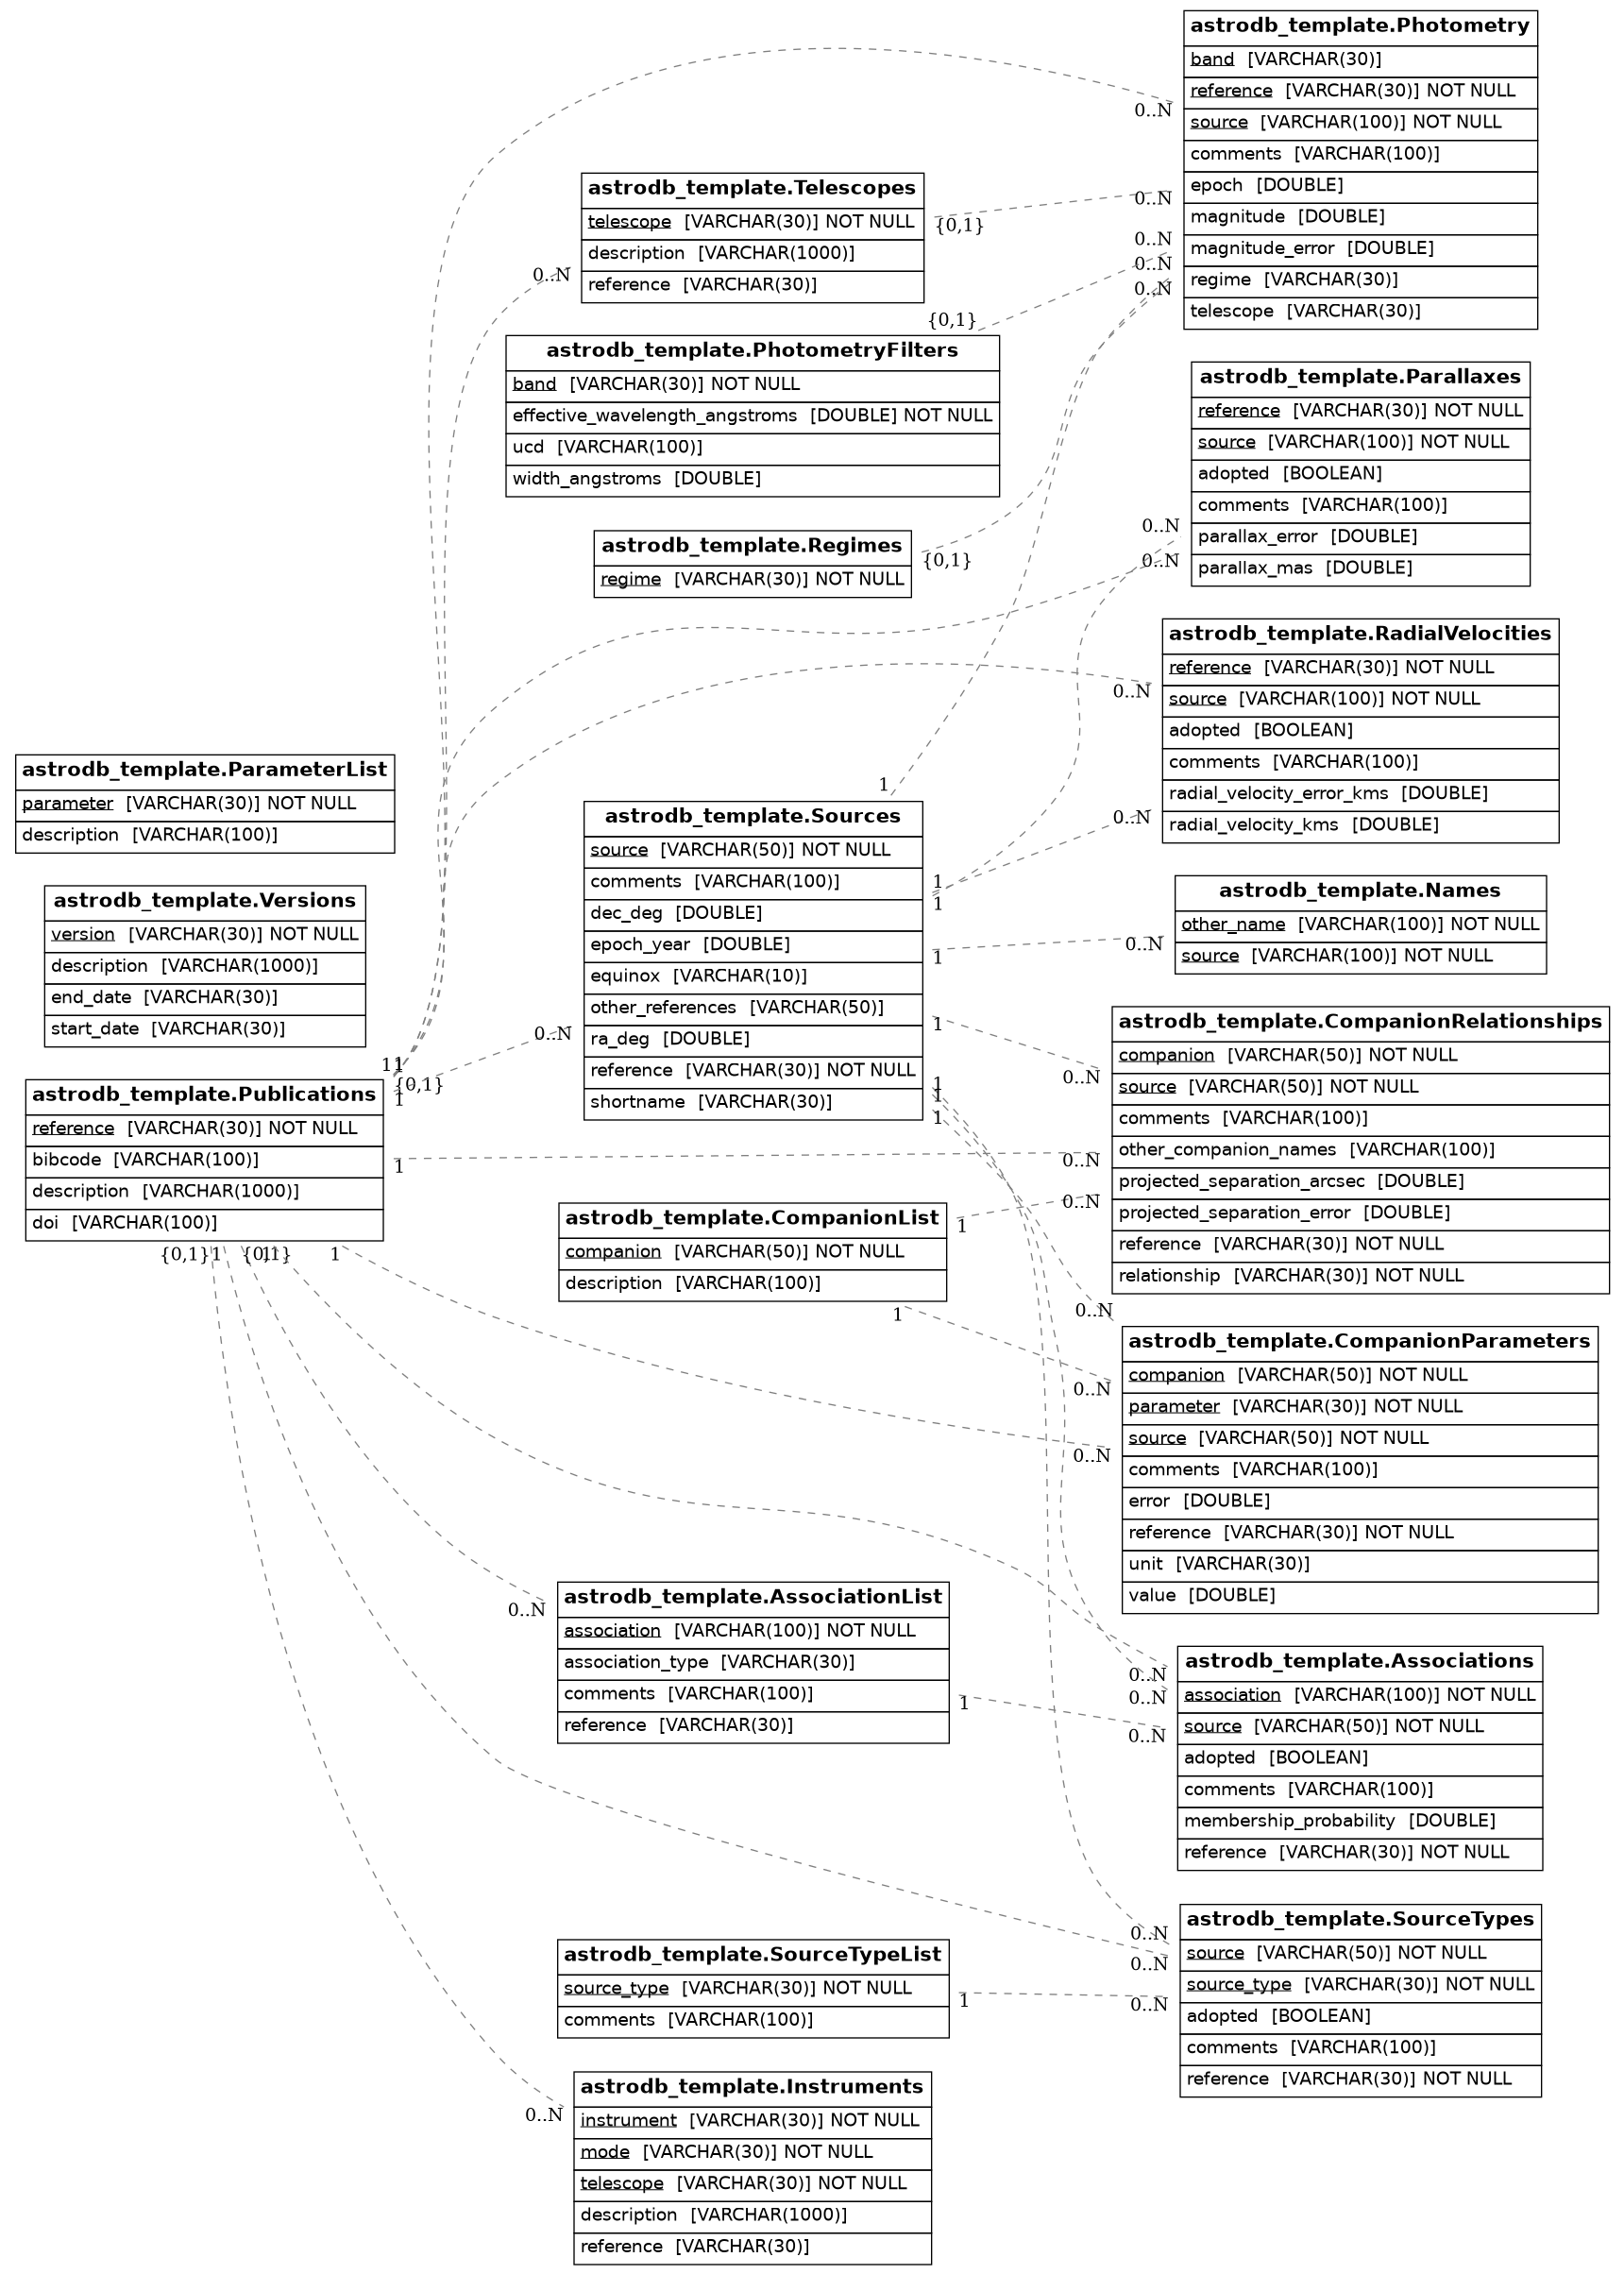 astrodb_template.Photometry
band [VARCHAR(30)]
reference [VARCHAR(30)] NOT NULL
source [VARCHAR(100)] NOT NULL
comments [VARCHAR(100)]
epoch [DOUBLE]
magnitude [DOUBLE]
magnitude_error [DOUBLE]
regime [VARCHAR(30)]
telescope [VARCHAR(30)]
0..N
0..N
0..N
0..N
0..N
astrodb_template.Telescopes
telescope [VARCHAR(30)] NOT NULL
description [VARCHAR(1000)]
reference [VARCHAR(30)]
{0,1}
0..N
astrodb_template.PhotometryFilters
band [VARCHAR(30)] NOT NULL
effective_wavelength_angstroms [DOUBLE] NOT NULL
ucd [VARCHAR(100)]
width_angstroms [DOUBLE]
{0,1}
astrodb_template.Parallaxes
reference [VARCHAR(30)] NOT NULL
source [VARCHAR(100)] NOT NULL
adopted [BOOLEAN]
comments [VARCHAR(100)]
parallax_error [DOUBLE]
parallax_mas [DOUBLE]
0..N
0..N
astrodb_template.Regimes
regime [VARCHAR(30)] NOT NULL
{0,1}
astrodb_template.RadialVelocities
reference [VARCHAR(30)] NOT NULL
source [VARCHAR(100)] NOT NULL
adopted [BOOLEAN]
comments [VARCHAR(100)]
radial_velocity_error_kms [DOUBLE]
radial_velocity_kms [DOUBLE]
0..N
0..N
astrodb_template.ParameterList
parameter [VARCHAR(30)] NOT NULL
description [VARCHAR(100)]
astrodb_template.Sources
source [VARCHAR(50)] NOT NULL
comments [VARCHAR(100)]
dec_deg [DOUBLE]
epoch_year [DOUBLE]
equinox [VARCHAR(10)]
other_references [VARCHAR(50)]
ra_deg [DOUBLE]
reference [VARCHAR(30)] NOT NULL
shortname [VARCHAR(30)]
1
1
1
1
1
1
1
1
0..N
astrodb_template.Versions
version [VARCHAR(30)] NOT NULL
description [VARCHAR(1000)]
end_date [VARCHAR(30)]
start_date [VARCHAR(30)]
astrodb_template.Names
other_name [VARCHAR(100)] NOT NULL
source [VARCHAR(100)] NOT NULL
0..N
astrodb_template.CompanionRelationships
companion [VARCHAR(50)] NOT NULL
source [VARCHAR(50)] NOT NULL
comments [VARCHAR(100)]
other_companion_names [VARCHAR(100)]
projected_separation_arcsec [DOUBLE]
projected_separation_error [DOUBLE]
reference [VARCHAR(30)] NOT NULL
relationship [VARCHAR(30)] NOT NULL
0..N
0..N
0..N
astrodb_template.Publications
reference [VARCHAR(30)] NOT NULL
bibcode [VARCHAR(100)]
description [VARCHAR(1000)]
doi [VARCHAR(100)]
1
1
1
{0,1}
1
1
{0,1}
1
{0,1}
1
1
astrodb_template.CompanionList
companion [VARCHAR(50)] NOT NULL
description [VARCHAR(100)]
1
1
astrodb_template.CompanionParameters
companion [VARCHAR(50)] NOT NULL
parameter [VARCHAR(30)] NOT NULL
source [VARCHAR(50)] NOT NULL
comments [VARCHAR(100)]
error [DOUBLE]
reference [VARCHAR(30)] NOT NULL
unit [VARCHAR(30)]
value [DOUBLE]
0..N
0..N
0..N
astrodb_template.AssociationList
association [VARCHAR(100)] NOT NULL
association_type [VARCHAR(30)]
comments [VARCHAR(100)]
reference [VARCHAR(30)]
0..N
1
astrodb_template.Associations
association [VARCHAR(100)] NOT NULL
source [VARCHAR(50)] NOT NULL
adopted [BOOLEAN]
comments [VARCHAR(100)]
membership_probability [DOUBLE]
reference [VARCHAR(30)] NOT NULL
0..N
0..N
0..N
astrodb_template.SourceTypeList
source_type [VARCHAR(30)] NOT NULL
comments [VARCHAR(100)]
1
astrodb_template.SourceTypes
source [VARCHAR(50)] NOT NULL
source_type [VARCHAR(30)] NOT NULL
adopted [BOOLEAN]
comments [VARCHAR(100)]
reference [VARCHAR(30)] NOT NULL
0..N
0..N
0..N
astrodb_template.Instruments
instrument [VARCHAR(30)] NOT NULL
mode [VARCHAR(30)] NOT NULL
telescope [VARCHAR(30)] NOT NULL
description [VARCHAR(1000)]
reference [VARCHAR(30)]
0..N